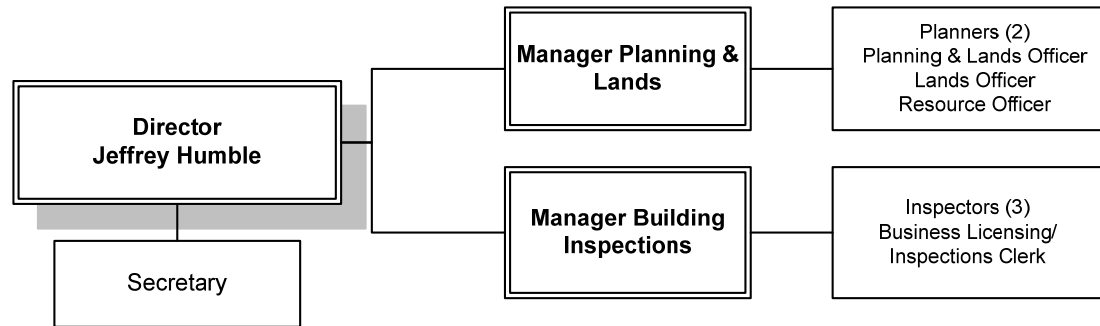 Director
Jeffrey Humble
Secretary
Manager Planning &
Lands
Planners (2)
Planning & Lands Officer
Lands Officer
Resource Officer
Manager Building
Inspections
Inspectors (3)
Business Licensing/
Inspections Clerk